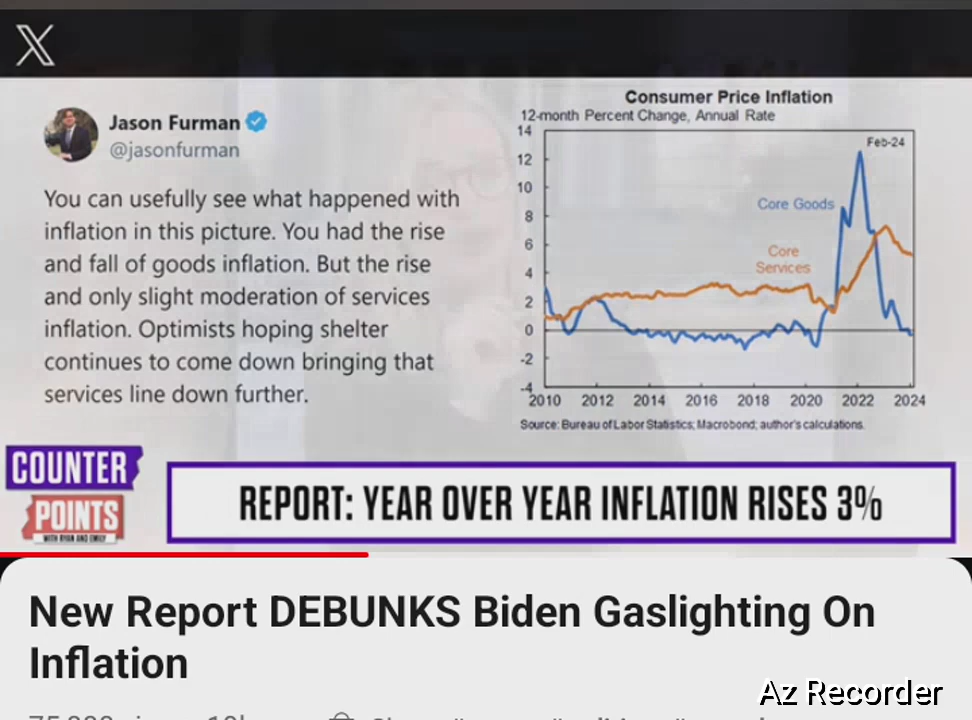 Jason Furman
@jasonfurman
You can usefully see what happened with
inflation in this picture. You had the rise
and fall of goods inflation. But the rise
and only slight moderation of services
inflation. Optimists hoping shelter
continues to come down bringing that
services line down further.
Consumer Price Inflation
12-month Percent Change, Annual Rate
14
12
10
8
6
4
2
0
-2
-4
Feb-24
Core Goods
Core
Services
2010 2012 2014 2016 2018 2020 2022 2024
Source: Bureau of Labor Statistics; Macrobond; author's calculations.
COUNTER
POINTS
WITH RYAN AND EMILY
REPORT: YEAR OVER YEAR INFLATION RISES 3%
New Report DEBUNKS Biden Gaslighting On
Inflation
Az Recorder